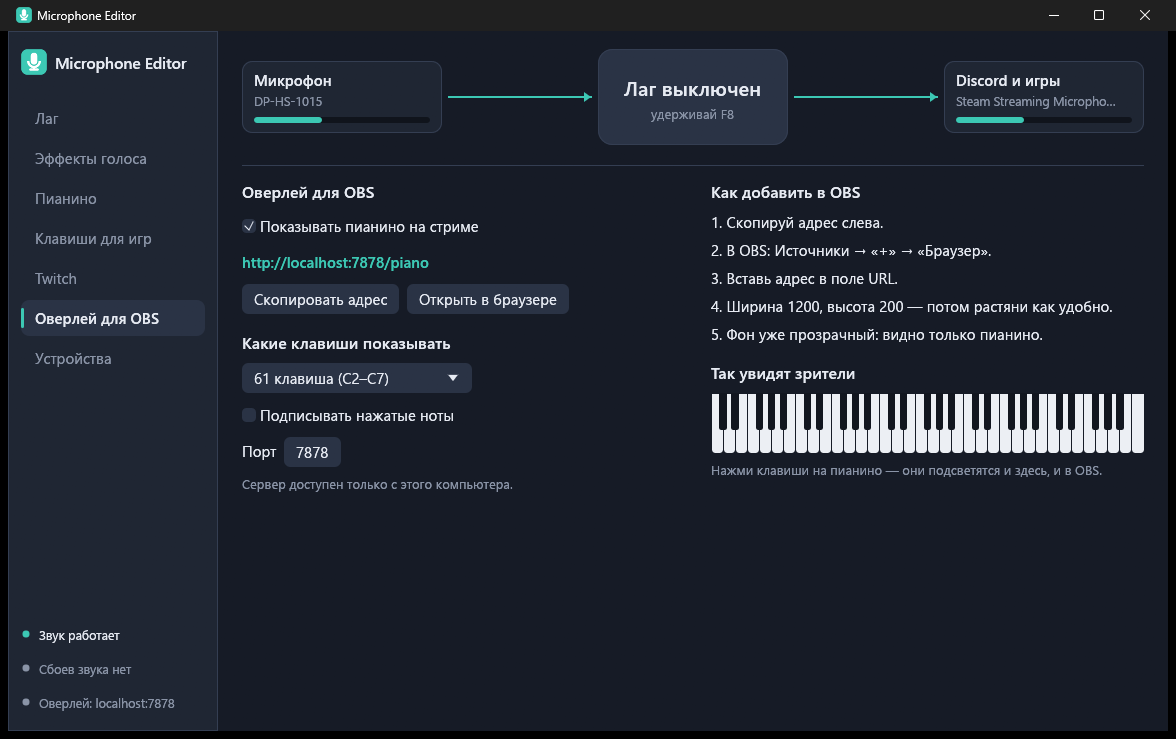 Microphone Editor
Microphone Editor
Лаг
Эффекты голоса
Пианино
Клавиши для игр
Twitch
Оверлей для OBS
Устройства
Звук работает
Сбоев звука нет
Оверлей: localhost:7878
Микрофон
DP-HS-1015
Лаг выключен
удерживай F8
Discord и игры
Steam Streaming Micropho...
Оверлей для OBS
Показывать пианино на стриме
http://localhost:7878/piano
Скопировать адрес
Открыть в браузере
Какие клавиши показывать
61 клавиша (C2–C7)
Подписывать нажатые ноты
Порт 7878
Сервер доступен только с этого компьютера.
Как добавить в OBS
1. Скопируй адрес слева.
2. В OBS: Источники → «+» → «Браузер».
3. Вставь адрес в поле URL.
4. Ширина 1200, высота 200 — потом растяни как удобно.
5. Фон уже прозрачный: видно только пианино.
Так увидят зрители
Нажми клавиши на пианино — они подсветятся и здесь, и в OBS.